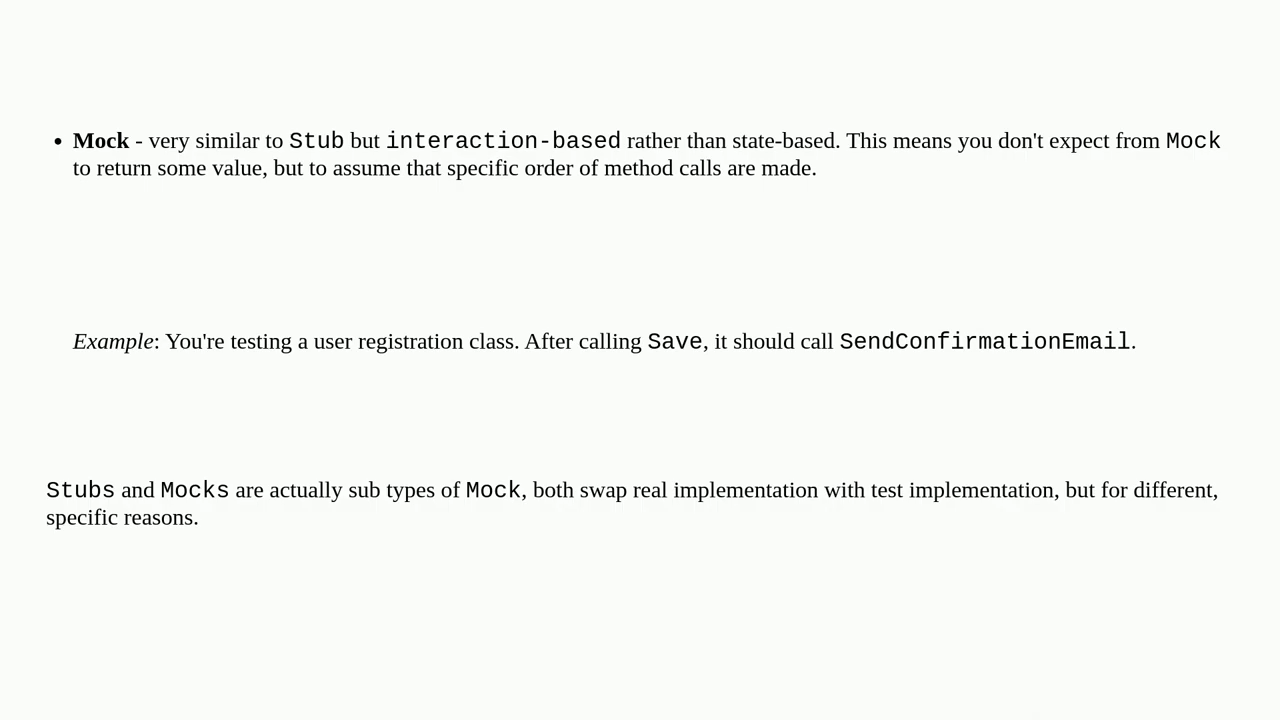 • Mock - very similar to Stub but interaction-based rather than state-based. This means you don't expect from Mock
to return some value, but to assume that specific order of method calls are made.
Example: You're testing a user registration class. After calling Save, it should call SendConfirmationEmail.
Stubs and Mocks are actually sub types of Mock, both swap real implementation with test implementation, but for different,
specific reasons.